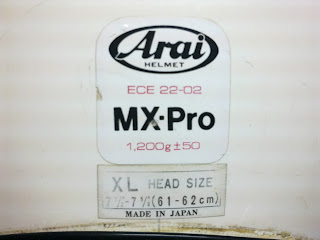 Arai
HELMET
ECE 22-02
MX-Pro
1,200g ± 50
XL HEAD SIZE
(61-62cm)
MADE IN JAPAN